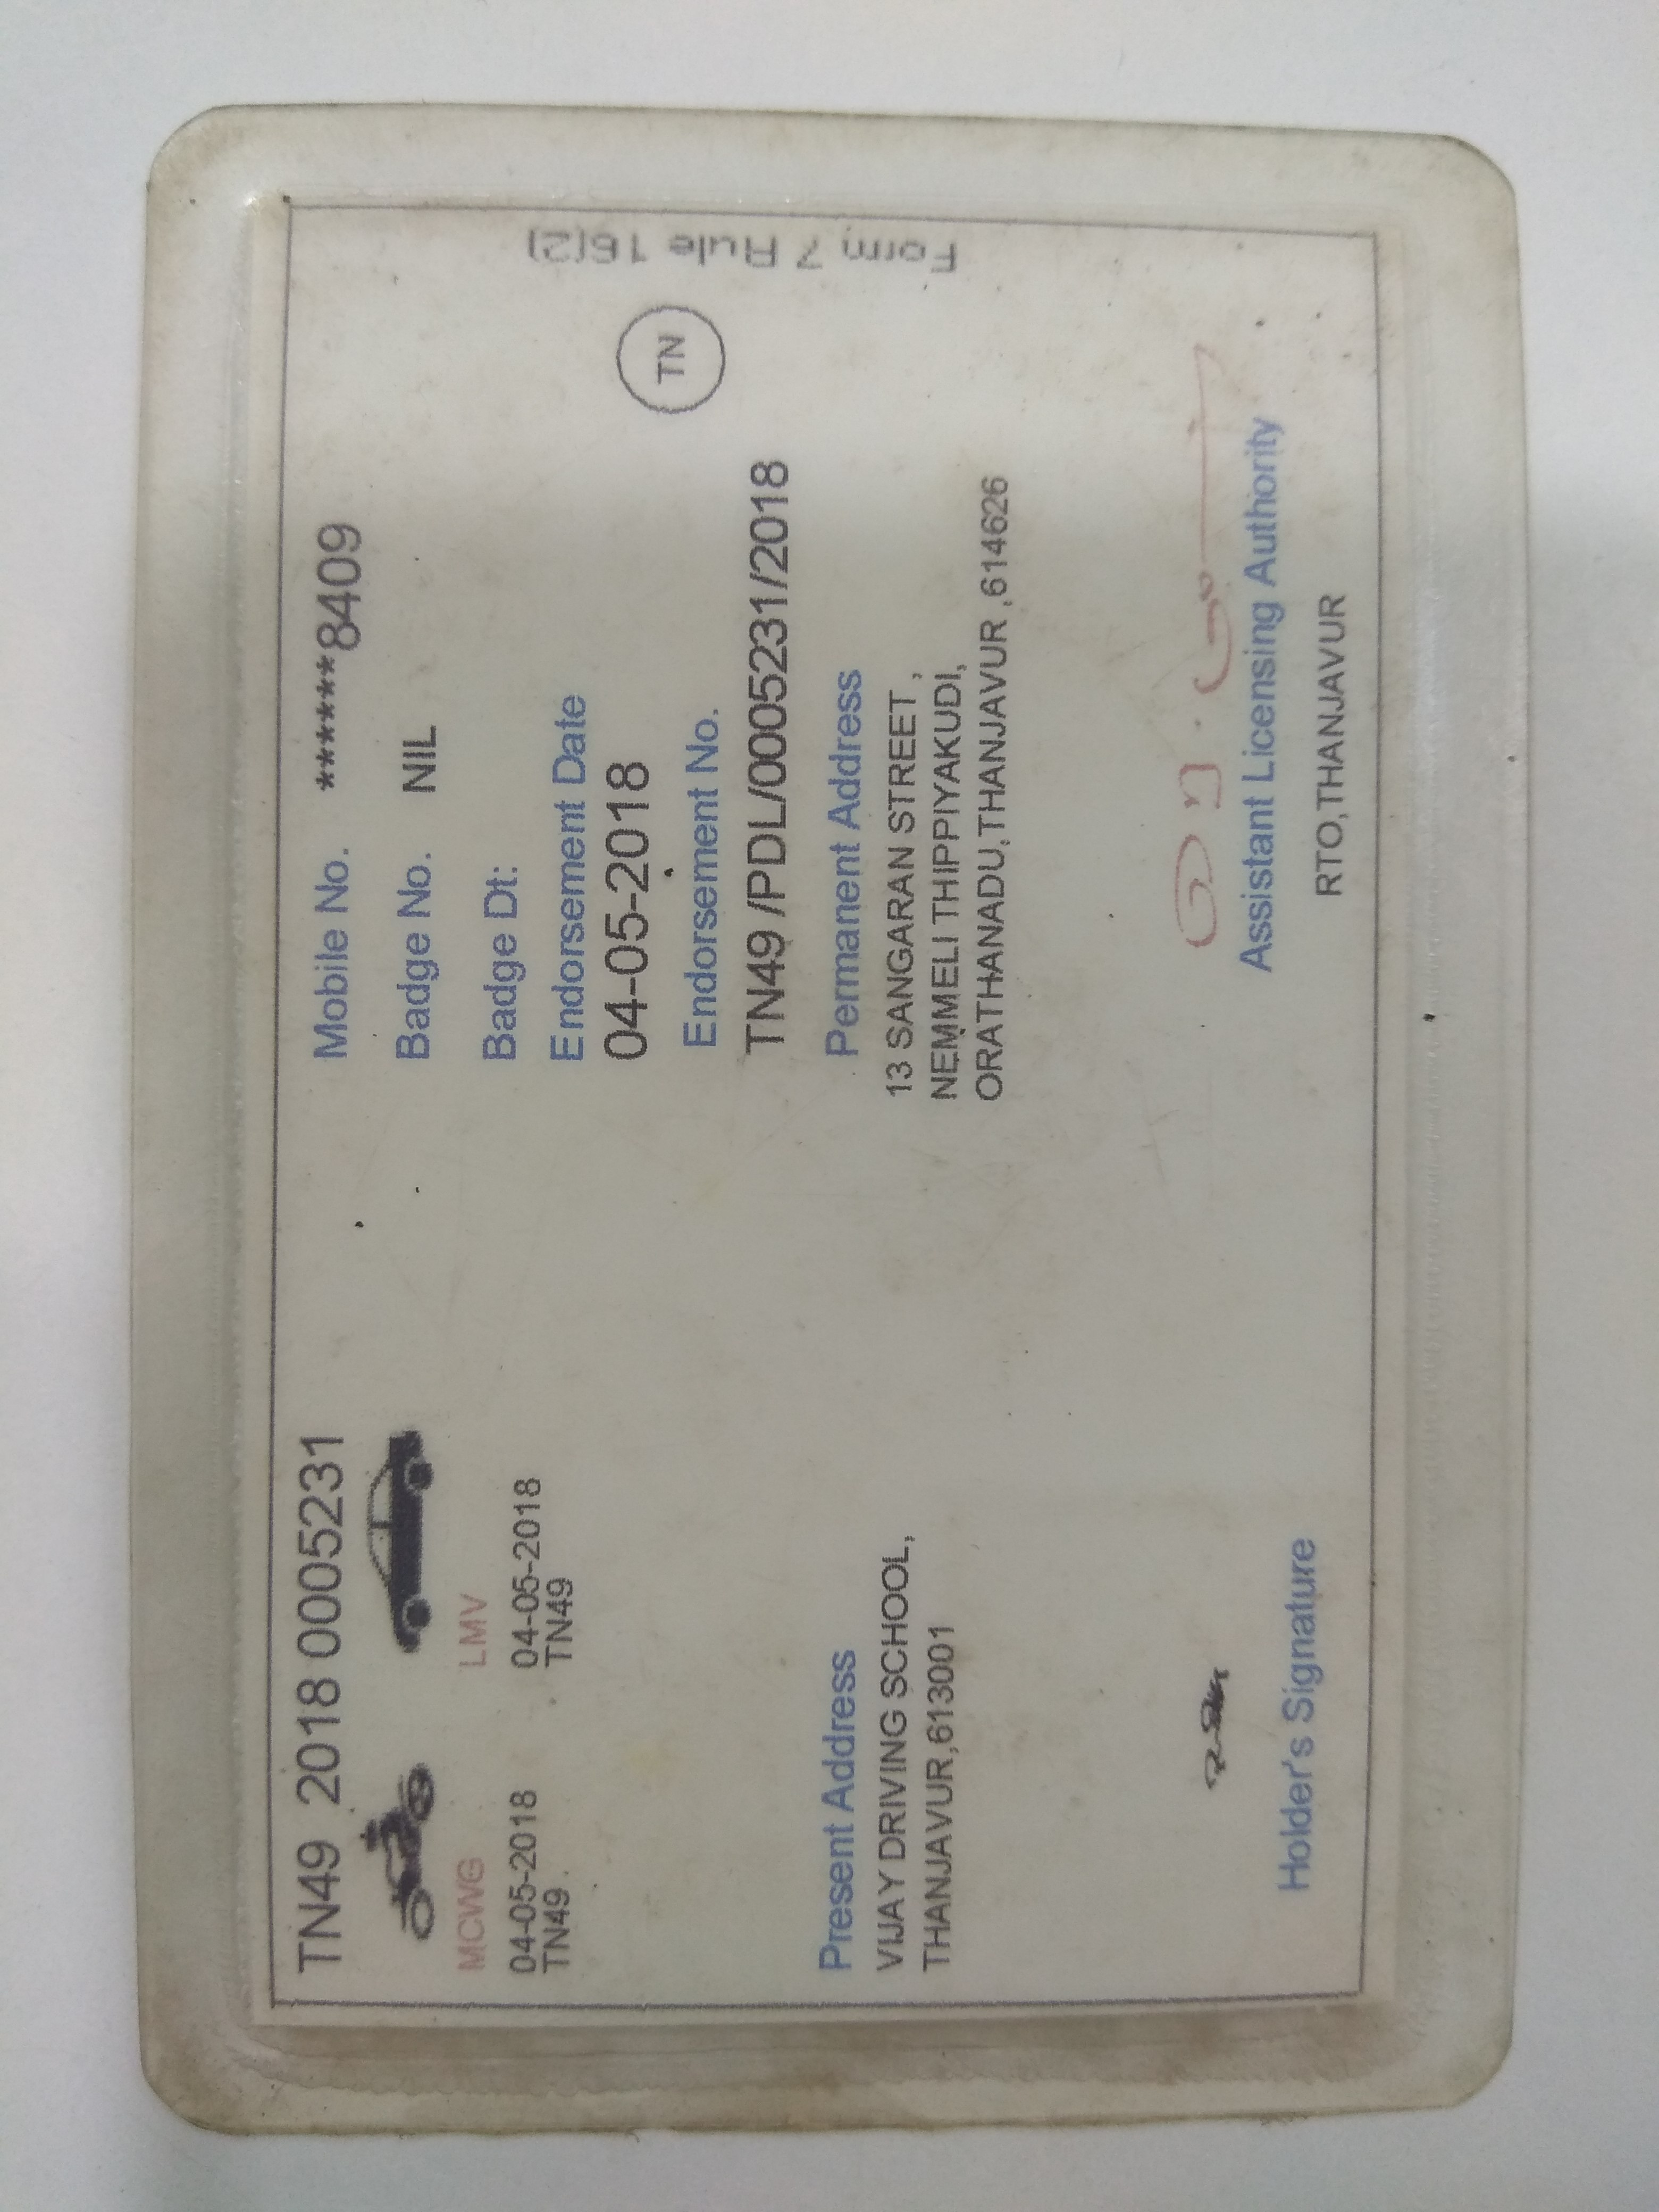 TN49 2018 0005231
MCWG
04-05-2018
TN49
LMV
04-05-2018
TN49
Mobile No. ******8409
Badge No. NIL
Badge Dt:
Endorsement Date
04-05-2018
Endorsement No.
TN49 /PDL/0005231/2018
TN
Form 7 Rule 16(2)
Present Address
VIJAY DRIVING SCHOOL,
THANJAVUR,613001
Permanent Address
13 SANGARAN STREET ,
NEMMELI THIPPIYAKUDI,
ORATHANADU,THANJAVUR ,614626
Holder's Signature
Assistant Licensing Authority
RTO,THANJAVUR